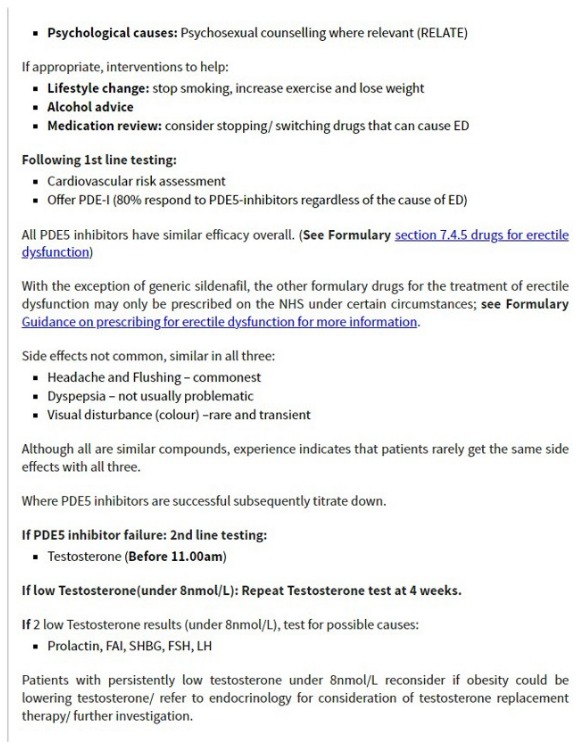 ▪ Psychological causes: Psychosexual counselling where relevant (RELATE)
If appropriate, interventions to help:
▪ Lifestyle change: stop smoking, increase exercise and lose weight
▪ Alcohol advice
▪ Medication review: consider stopping/ switching drugs that can cause ED
Following 1st line testing:
▪ Cardiovascular risk assessment
▪ Offer PDE-I (80% respond to PDE5-inhibitors regardless of the cause of ED)
All PDE5 inhibitors have similar efficacy overall. (See Formulary section 7.4.5 drugs for erectile
dysfunction)
With the exception of generic sildenafil, the other formulary drugs for the treatment of erectile
dysfunction may only be prescribed on the NHS under certain circumstances; see Formulary
Guidance on prescribing for erectile dysfunction for more information.
Side effects not common, similar in all three:
▪ Headache and Flushing – commonest
▪ Dyspepsia – not usually problematic
▪ Visual disturbance (colour) –rare and transient
Although all are similar compounds, experience indicates that patients rarely get the same side
effects with all three.
Where PDE5 inhibitors are successful subsequently titrate down.
If PDE5 inhibitor failure: 2nd line testing:
▪ Testosterone (Before 11.00am)
If low Testosterone(under 8nmol/L): Repeat Testosterone test at 4 weeks.
If 2 low Testosterone results (under 8nmol/L), test for possible causes:
▪ Prolactin, FAI, SHBG, FSH, LH
Patients with persistently low testosterone under 8nmol/L reconsider if obesity could be
lowering testosterone/ refer to endocrinology for consideration of testosterone replacement
therapy/ further investigation.